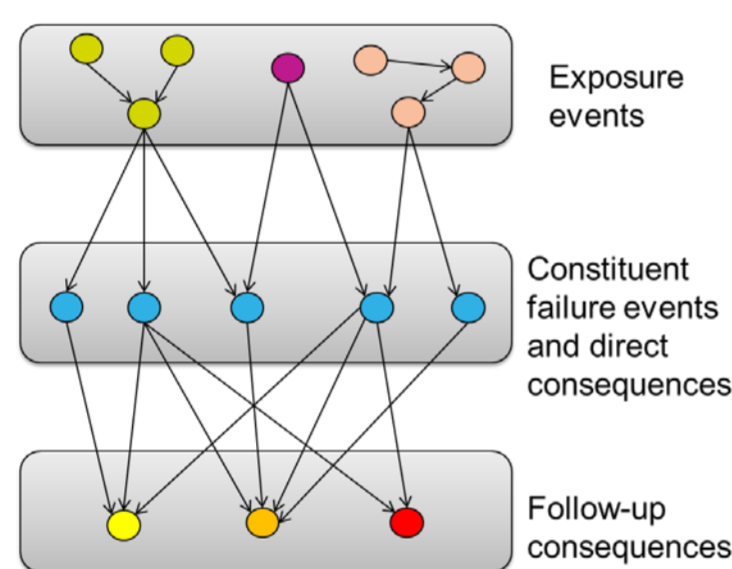 Exposure
events
Constituent
failure events
and direct
consequences
Follow-up
consequences